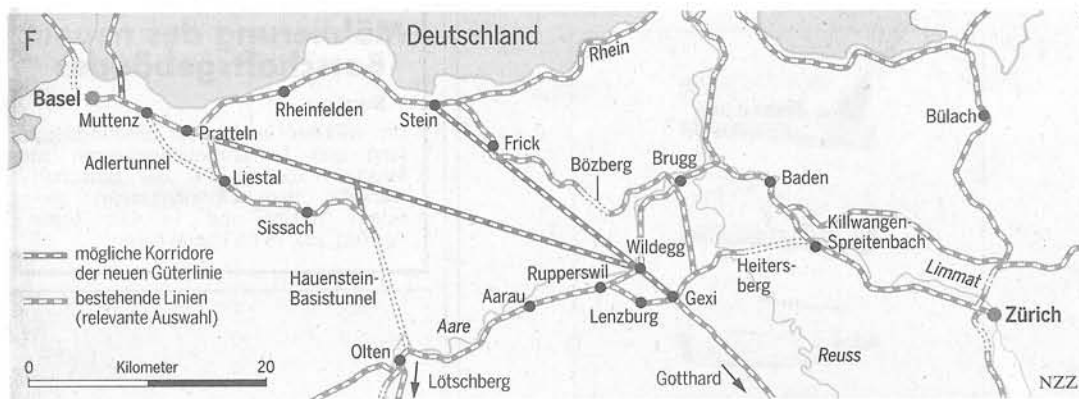 F
Deutschland
Rhein
Basel
Muttenz
Pratteln
Rheinfelden
Stein
Frick
Bözberg
Brugg
Baden
Bülach
Adlertunnel
Liestal
Sissach
Killwangen-
Spreitenbach
Wildegg
Limmat
mögliche Korridore
der neuen Güterlinie
bestehende Linien
(relevante Auswahl)
Hauenstein-
Basistunnel
Rupperswil
Aarau
Heiters-
berg
Gexi
Lenzburg
Zürich
Aare
Reuss
Olten
Kilometer
0
20
Lötschberg
Gotthard
NZZ